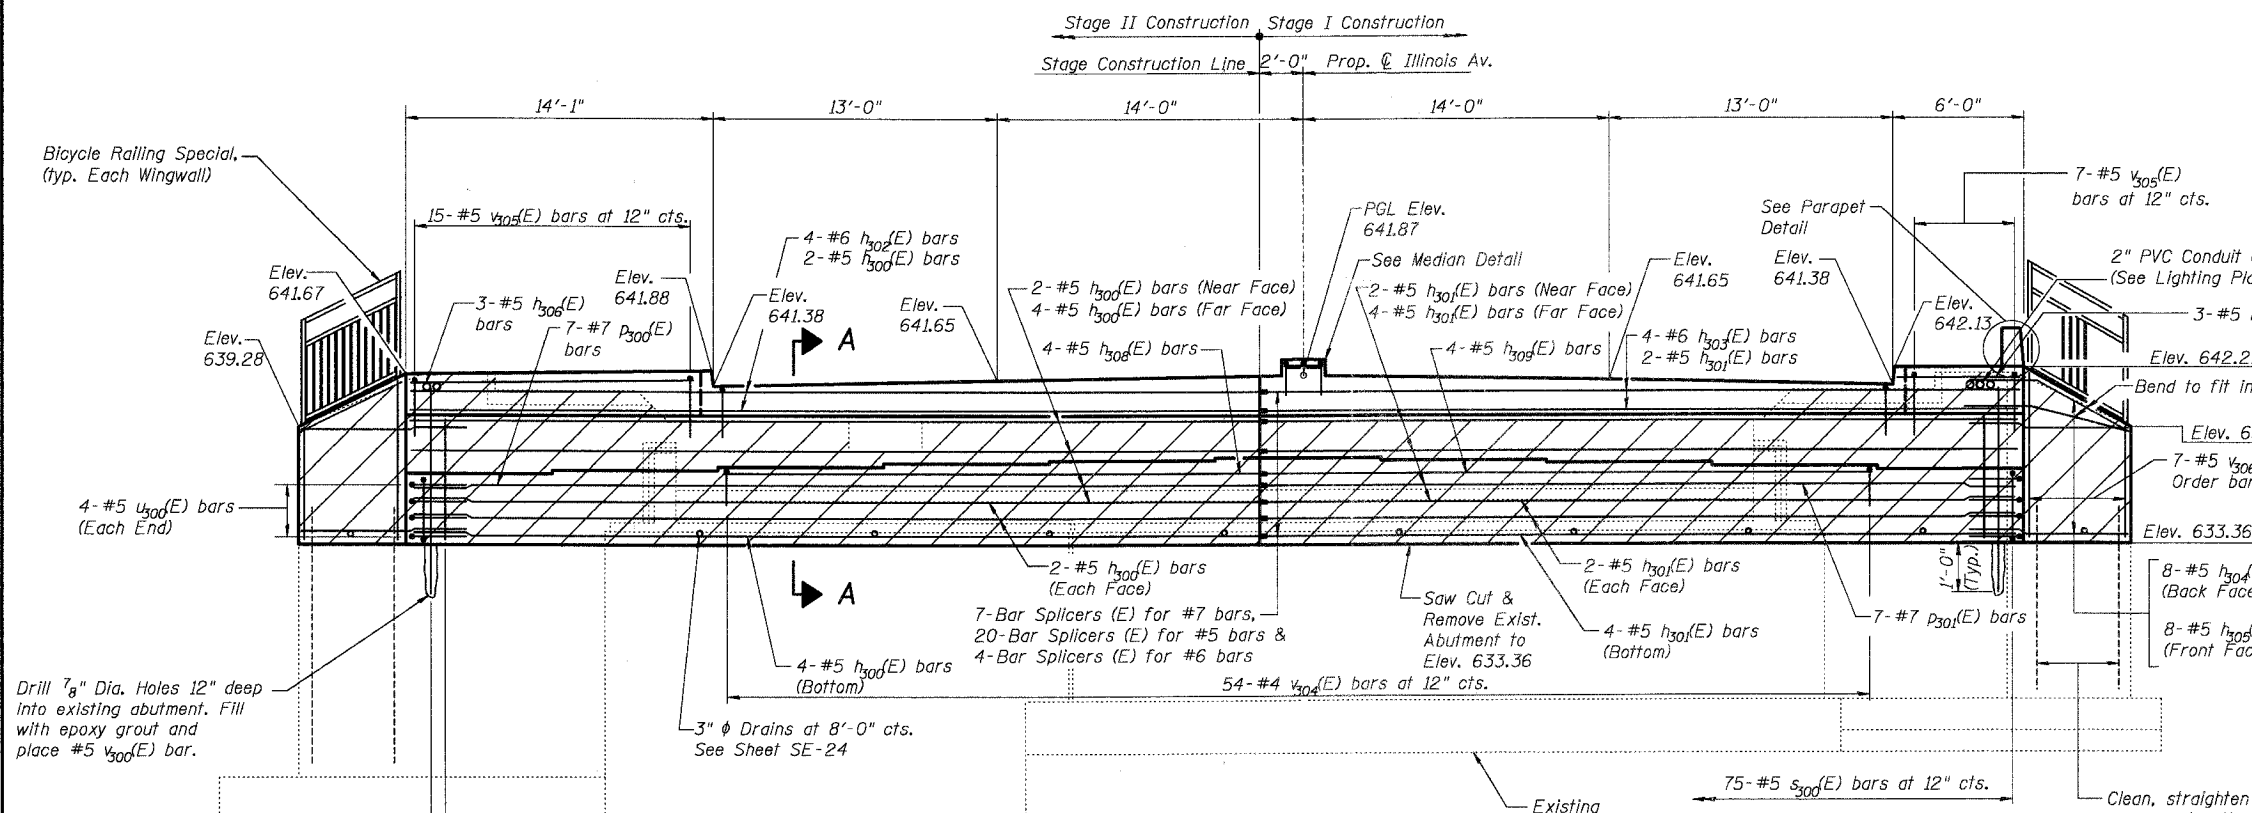 Stage II Construction
Stage I Construction
Stage Construction Line
2'-0"
Prop. ℄ Illinois Av.
14'-1"
13'-0"
14'-0"
14'-0"
13'-0"
6'-0"
Bicycle Railing Special,
(typ. Each Wingwall)
15-#5 v305(E) bars at 12" cts.
4-#6 h302(E) bars
2-#5 h300(E) bars
PGL Elev.
641.87
See Median Detail
See Parapet
Detail
7-#5 v305(E)
bars at 12" cts.
Elev.
641.67
Elev.
641.88
Elev.
641.38
Elev.
641.65
3-#5 h306(E)
bars
7-#7 p300(E)
bars
A
2-#5 h300(E) bars (Near Face)
4-#5 h300(E) bars (Far Face)
4-#5 h308(E) bars
2-#5 h301(E) bars (Near Face)
4-#5 h301(E) bars (Far Face)
4-#5 h309(E) bars
Elev.
641.65
Elev.
641.38
4-#6 h303(E) bars
2-#5 h301(E) bars
Elev.
642.13
2" PVC Conduit
(See Lighting
3-#5
Elev. 642.2
Bend to fit in
Elev. 6
Elev.
639.28
7-#5 v306
Order
4-#5 u300(E) bars
(Each End)
Elev. 633.36
1'-0"
(Typ.)
A
2-#5 h300(E) bars
(Each Face)
7-Bar Splicers (E) for #7 bars,
20-Bar Splicers (E) for #5 bars &
4-Bar Splicers (E) for #6 bars
4-#5 h300(E) bars
(Bottom)
Saw Cut &
Remove Exist.
Abutment to
Elev. 633.36
2-#5 h301(E) bars
(Each Face)
4-#5 h301(E) bars
(Bottom)
7-#7 p301(E) bars
8-#5 h304(
(Back Face
8-#5 h305(
(Front
54-#4 v304(E) bars at 12" cts.
Drill 7/8" Dia. Holes 12" deep
into existing abutment. Fill
with epoxy grout and
place #5 v300(E) bar.
3" ϕ Drains at 8'-0" cts.
See Sheet SE-24
75-#5 s300(E) bars at 12" cts.
Existing
Clean, straighten